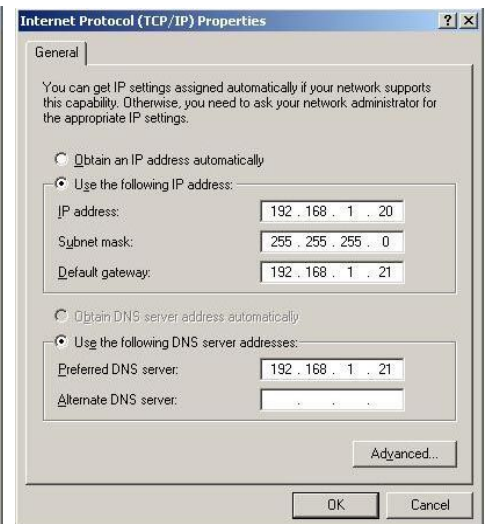 Internet Protocol (TCP/IP) Properties
General
You can get IP settings assigned automatically if your network supports
this capability. Otherwise, you need to ask your network administrator for
the appropriate IP settings.
Obtain an IP address automatically
Use the following IP address:
IP address: 192 . 168 . 1 . 20
Subnet mask: 255 . 255 . 255 . 0
Default gateway: 192 . 168 . 1 . 21
Obtain DNS server address automatically
Use the following DNS server addresses:
Preferred DNS server: 192 . 168 . 1 . 21
Alternate DNS server: . . .
Advanced...
OK Cancel